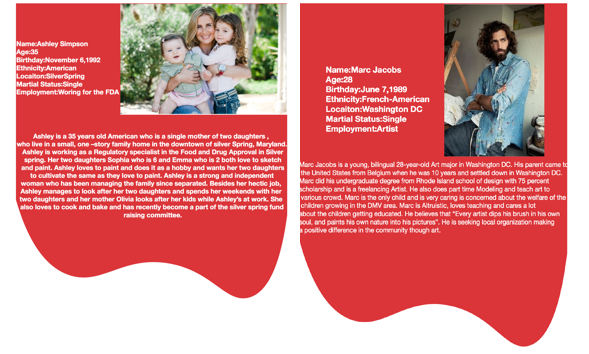 Name:Ashley Simpson
Age:35
Birthday:November 6,1992
Ethnicity:American
Locaiton:SilverSpring
Martial Status:Single
Employment:Woring for the FDA
Ashley is a 35 years old American who is a single mother of two daughters ,
who live in a small, one –story family home in the downtown of silver Spring, Maryland.
Ashley is working as a Regulatory specialist in the Food and Drug Approval in Silver
spring. Her two daughters Sophia who is 6 and Emma who is 2 both love to sketch
and paint. Ashley loves to paint and does it as a hobby and wants her two daughters
to cultivate the same as they love to paint. Ashley is a strong and independent
woman who has been managing the family since separated. Besides her hectic job,
Ashley manages to look after her two daughters and spends her weekends with her
two daughters and her mother Olivia looks after her kids while Ashley's at work. She
also loves to cook and bake and has recently become a part of the silver spring fund
raising committee.
Name:Marc Jacobs
Age:28
Birthday:June 7,1989
Ethnicity:French-American
Locaiton:Washington DC
Martial Status:Single
Employment:Artist
Marc Jacobs is a young, bilingual 28-year-old Art major in Washington DC. His parent came to
the United States from Belgium when he was 10 years and settled down in Washington DC.
Marc did his undergraduate degree from Rhode Island school of design with 75 percent
scholarship and is a freelancing Artist. He also does part time Modeling and teach art to
various crowd. Marc is the only child and is very caring is concerned about the welfare of the
children growing in the DMV area. Marc is Altruistic, loves teaching and cares a lot
about the children getting educated. He believes that "Every artist dips his brush in his own
soul, and paints his own nature into his pictures". He is seeking local organization making
a positive difference in the community though art.